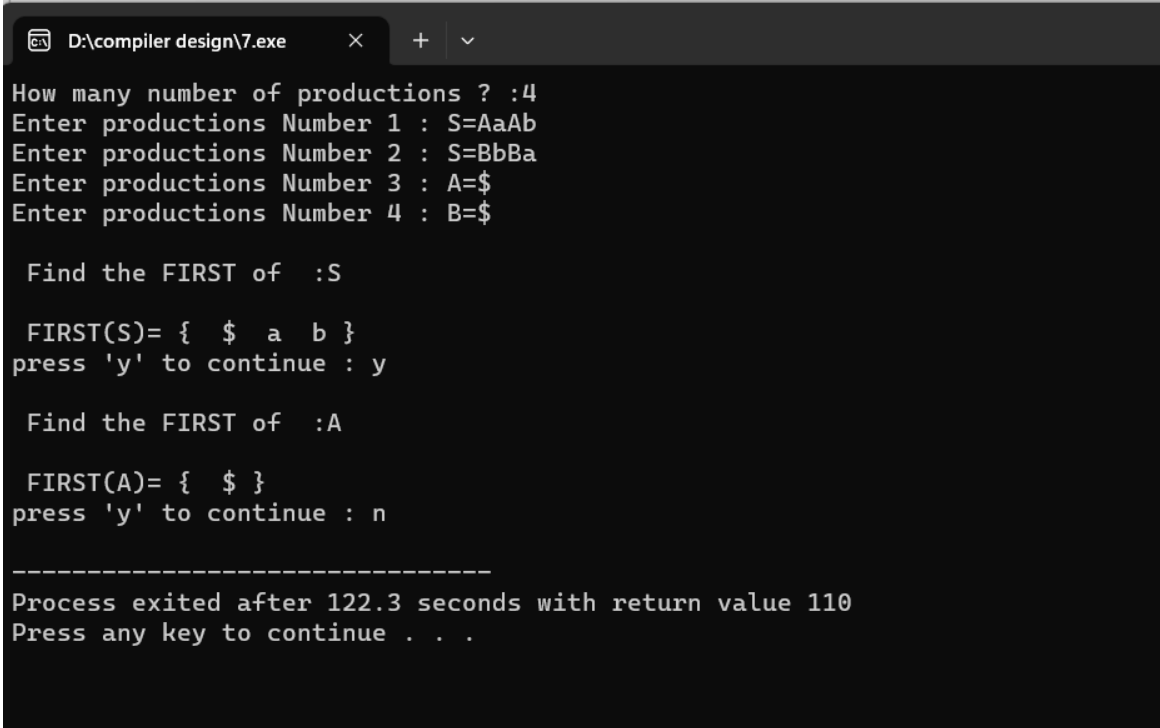 D:\compiler design\7.exe
How many number of productions ? :4
Enter productions Number 1 : S=AaAb
Enter productions Number 2 : S=BbBa
Enter productions Number 3 : A=$
Enter productions Number 4 : B=$
Find the FIRST of  :S
FIRST(S)= {  $  a  b }
press 'y' to continue : y
Find the FIRST of  :A
FIRST(A)= {  $ }
press 'y' to continue : n
--------------------------------
Process exited after 122.3 seconds with return value 110
Press any key to continue . . .